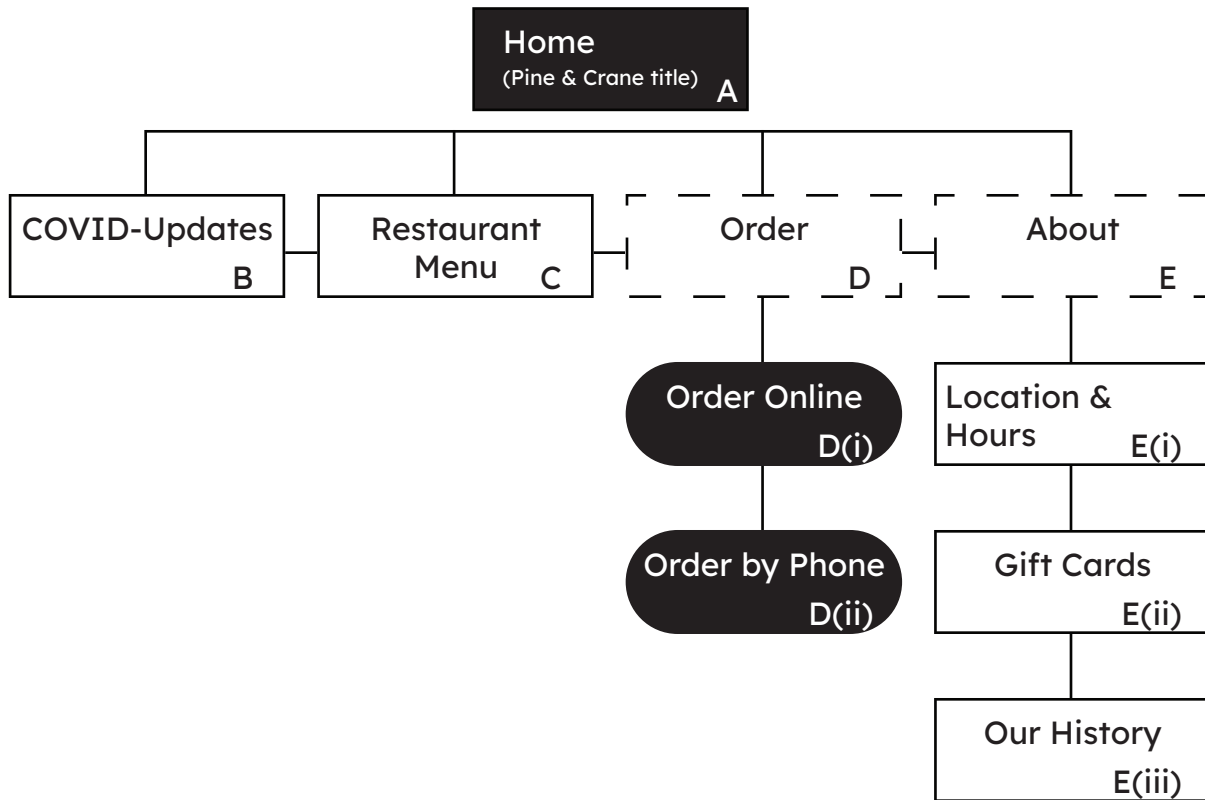 Home
(Pine & Crane title)
A
COVID-Updates
B
Restaurant
Menu
C
Order
D
About
E
Order Online
D(i)
Location &
Hours
E(i)
Order by Phone
D(ii)
Gift Cards
E(ii)
Our History
E(iii)